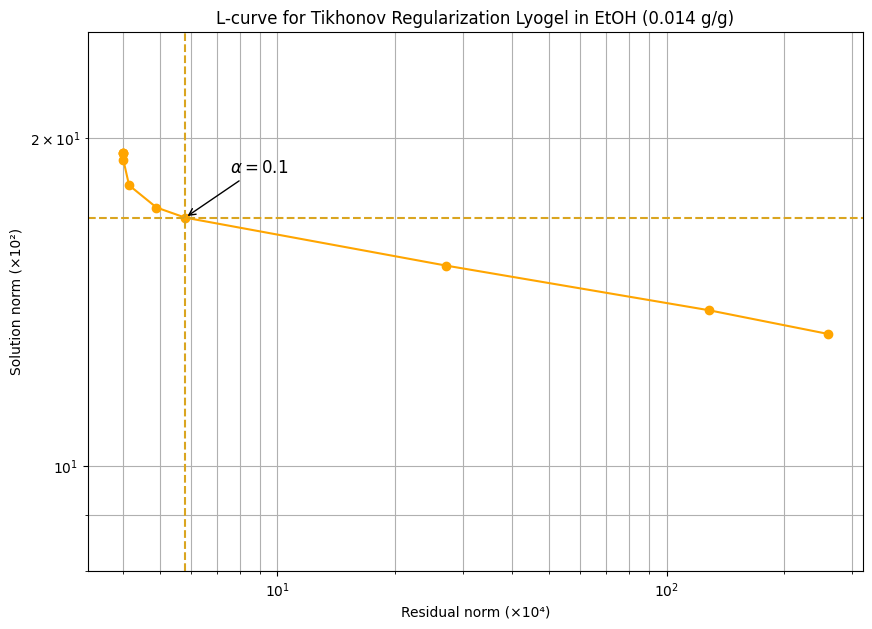 L-curve for Tikhonov Regularization Lyogel in EtOH (0.014 g/g)
Solution norm (×10²)
2 × 10¹
10¹
α = 0.1
10¹
10²
Residual norm (×10⁴)